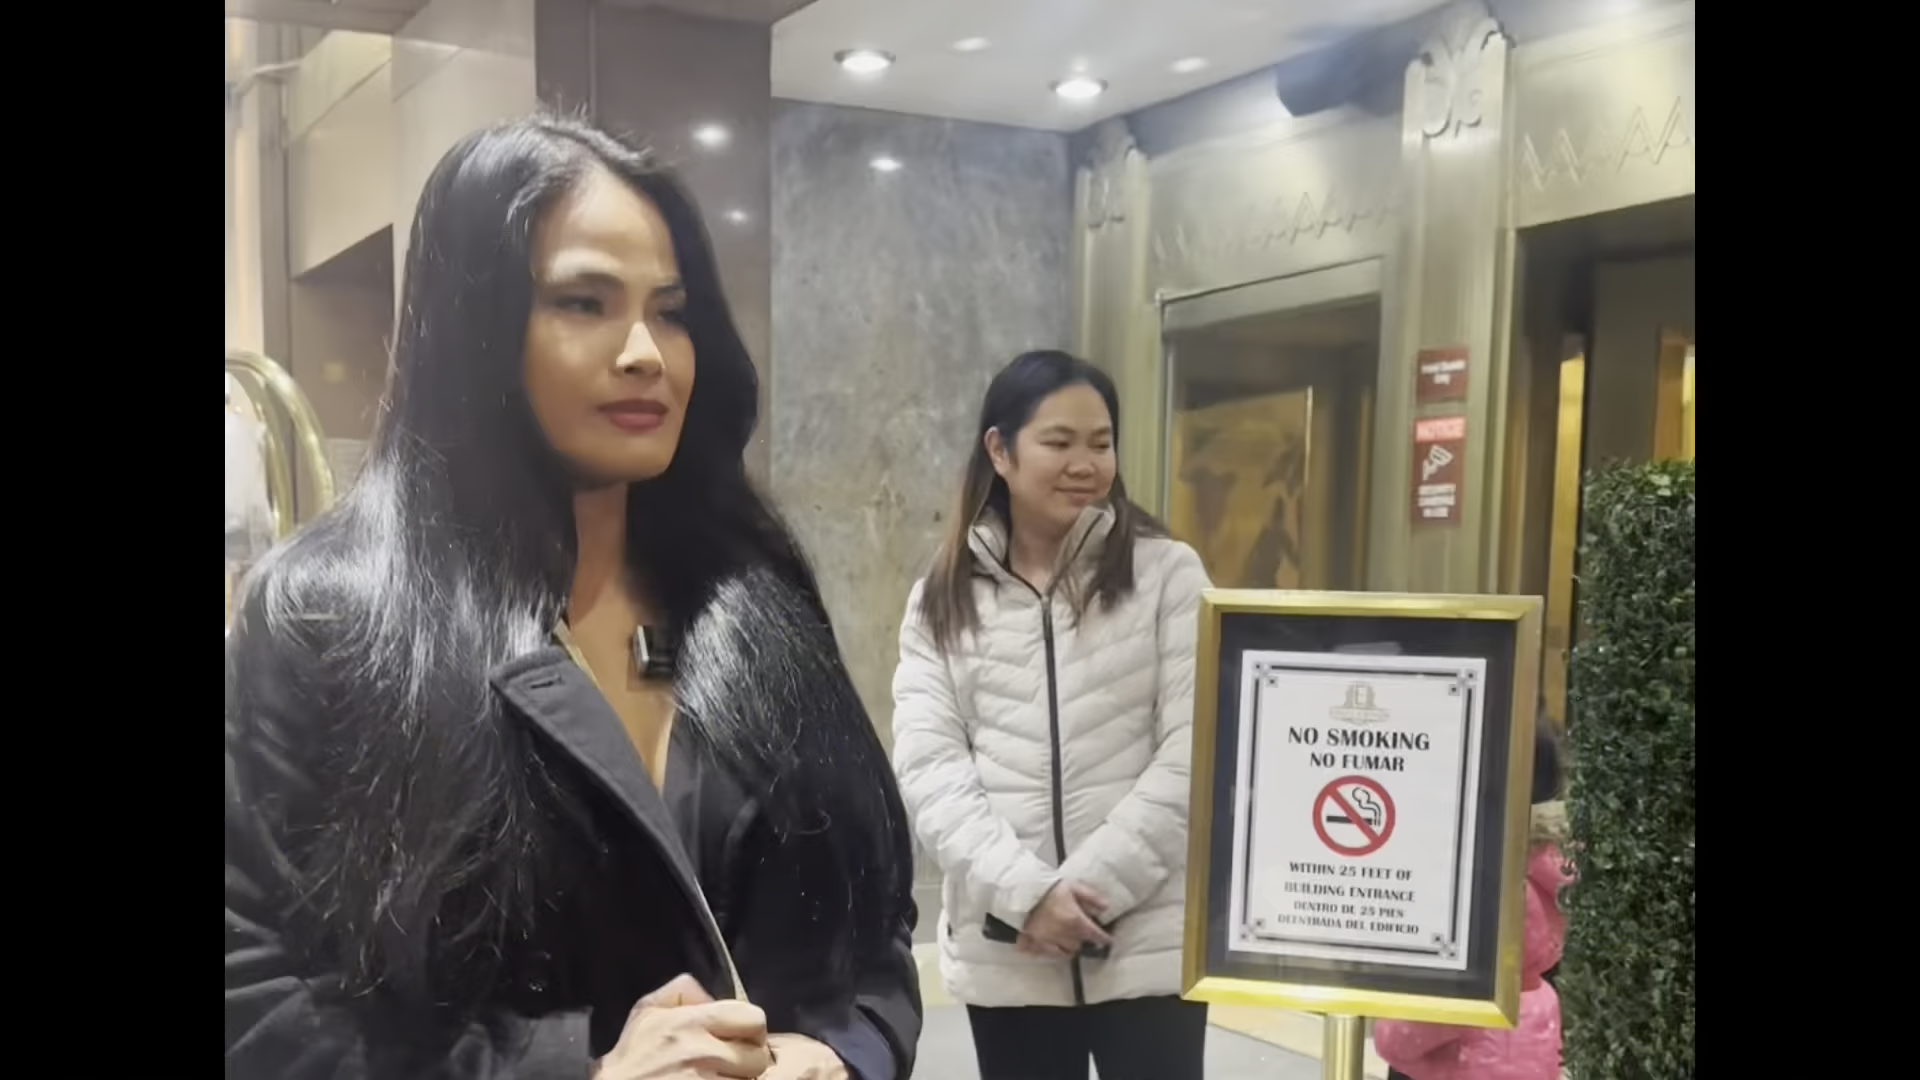 NOTICE
NO SMOKING
NO FUMAR
WITHIN 25 FEET OF
BUILDING ENTRANCE
DENTRO DE 25 PIES
DEENTRADA DEL EDIFICIO